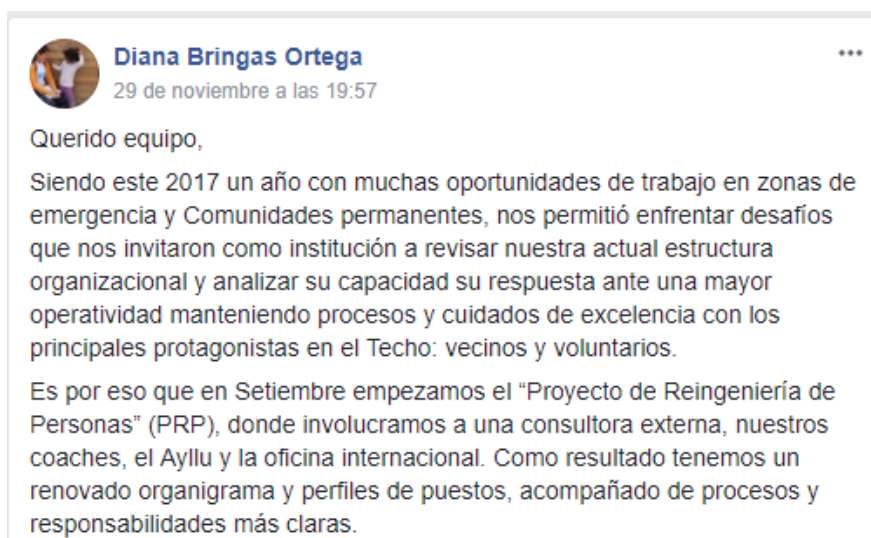 Diana Bringas Ortega
29 de noviembre a las 19:57
Querido equipo,
Siendo este 2017 un año con muchas oportunidades de trabajo en zonas de
emergencia y Comunidades permanentes, nos permitió enfrentar desafíos
que nos invitaron como institución a revisar nuestra actual estructura
organizacional y analizar su capacidad su respuesta ante una mayor
operatividad manteniendo procesos y cuidados de excelencia con los
principales protagonistas en el Techo: vecinos y voluntarios.
Es por eso que en Setiembre empezamos el “Proyecto de Reingeniería de
Personas” (PRP), donde involucramos a una consultora externa, nuestros
coaches, el Ayllu y la oficina internacional. Como resultado tenemos un
renovado organigrama y perfiles de puestos, acompañado de procesos y
responsabilidades más claras.